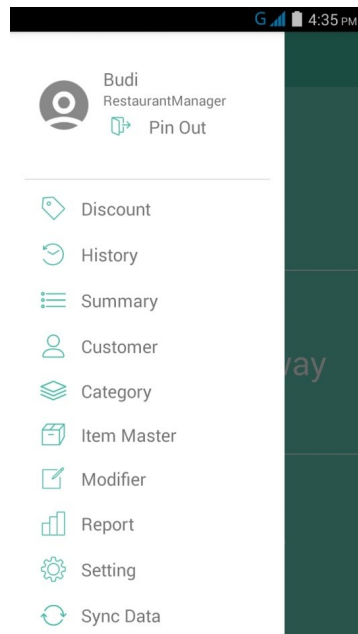 G 4:35 PM
Budi
RestaurantManager
Pin Out
Discount
History
Summary
Customer
way
Category
Item Master
Modifier
Report
Setting
Sync Data